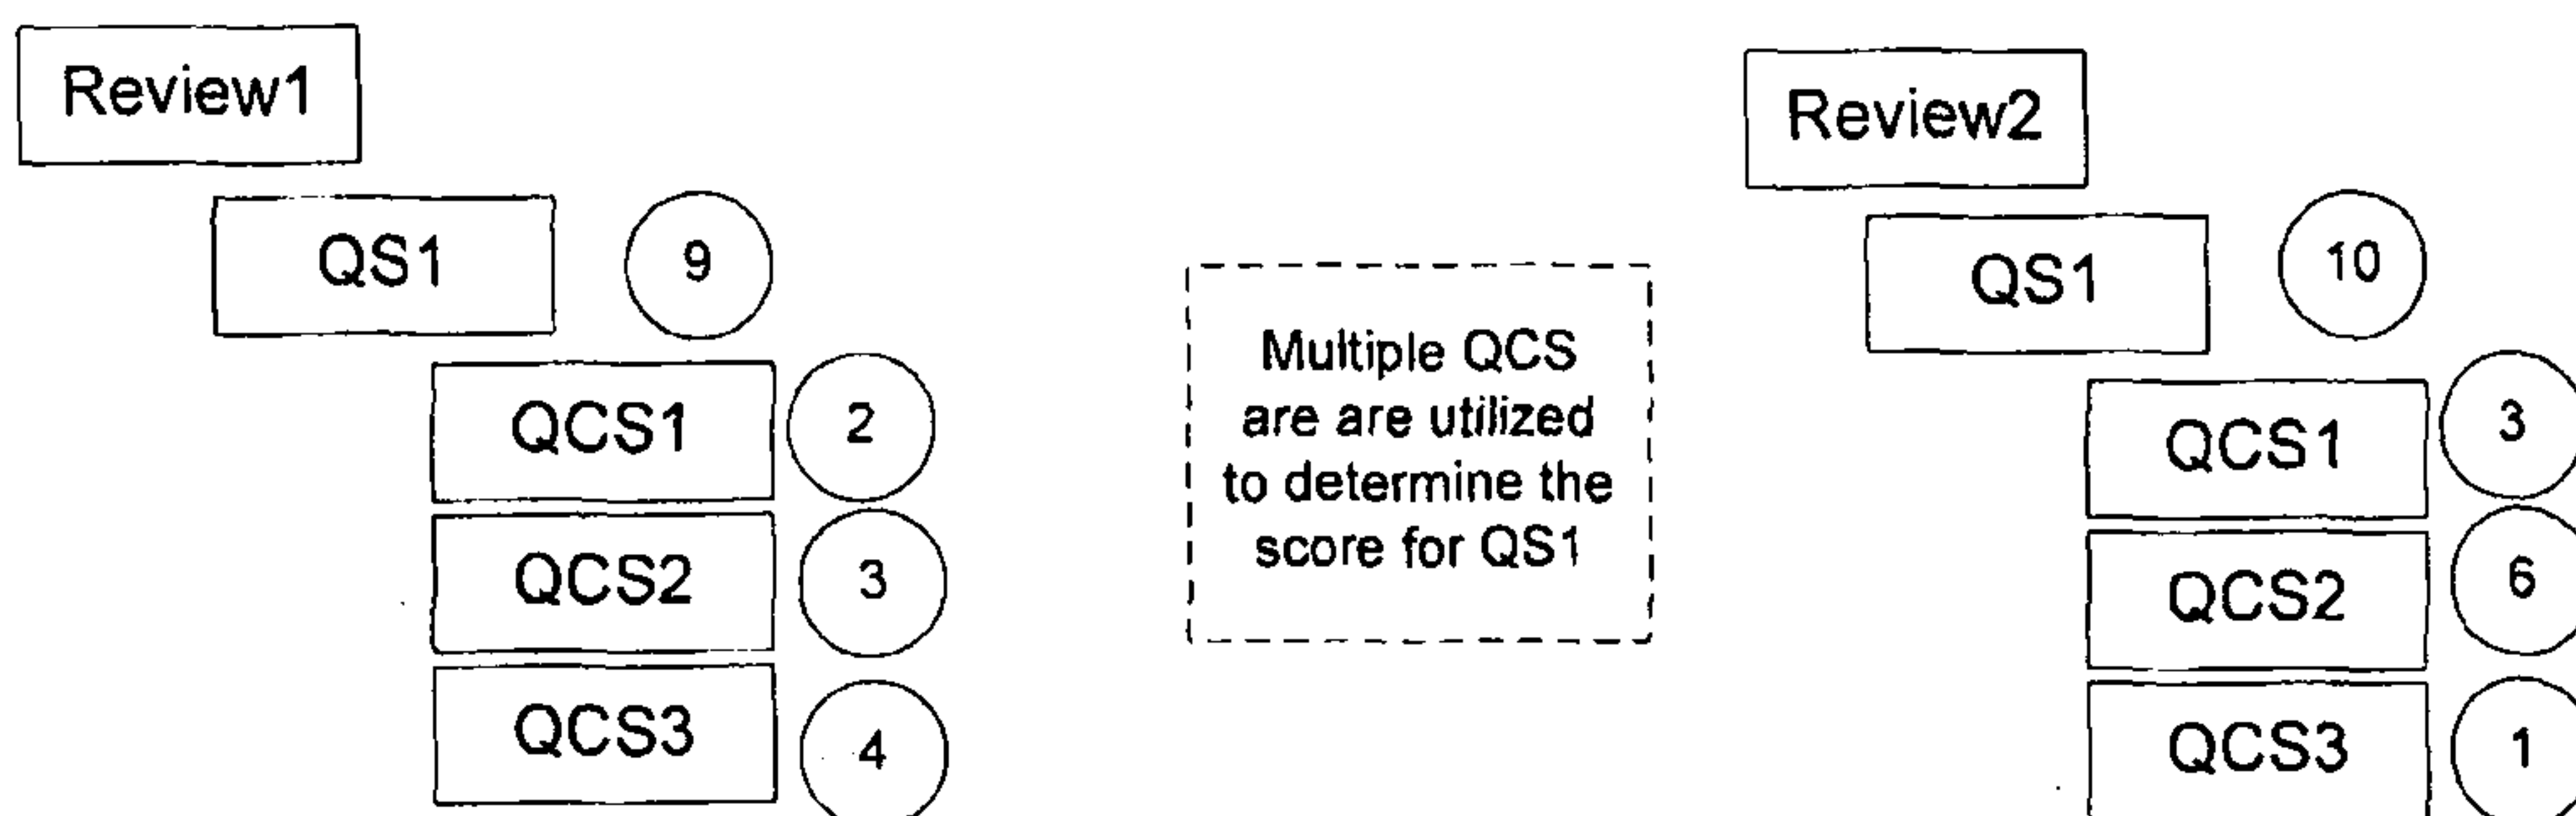 Review1
QS1
9
QCS1
2
QCS2
3
QCS3
4
Multiple QCS
are are utilized
to determine the
score for QS1
Review2
QS1
10
QCS1
3
QCS2
6
QCS3
1